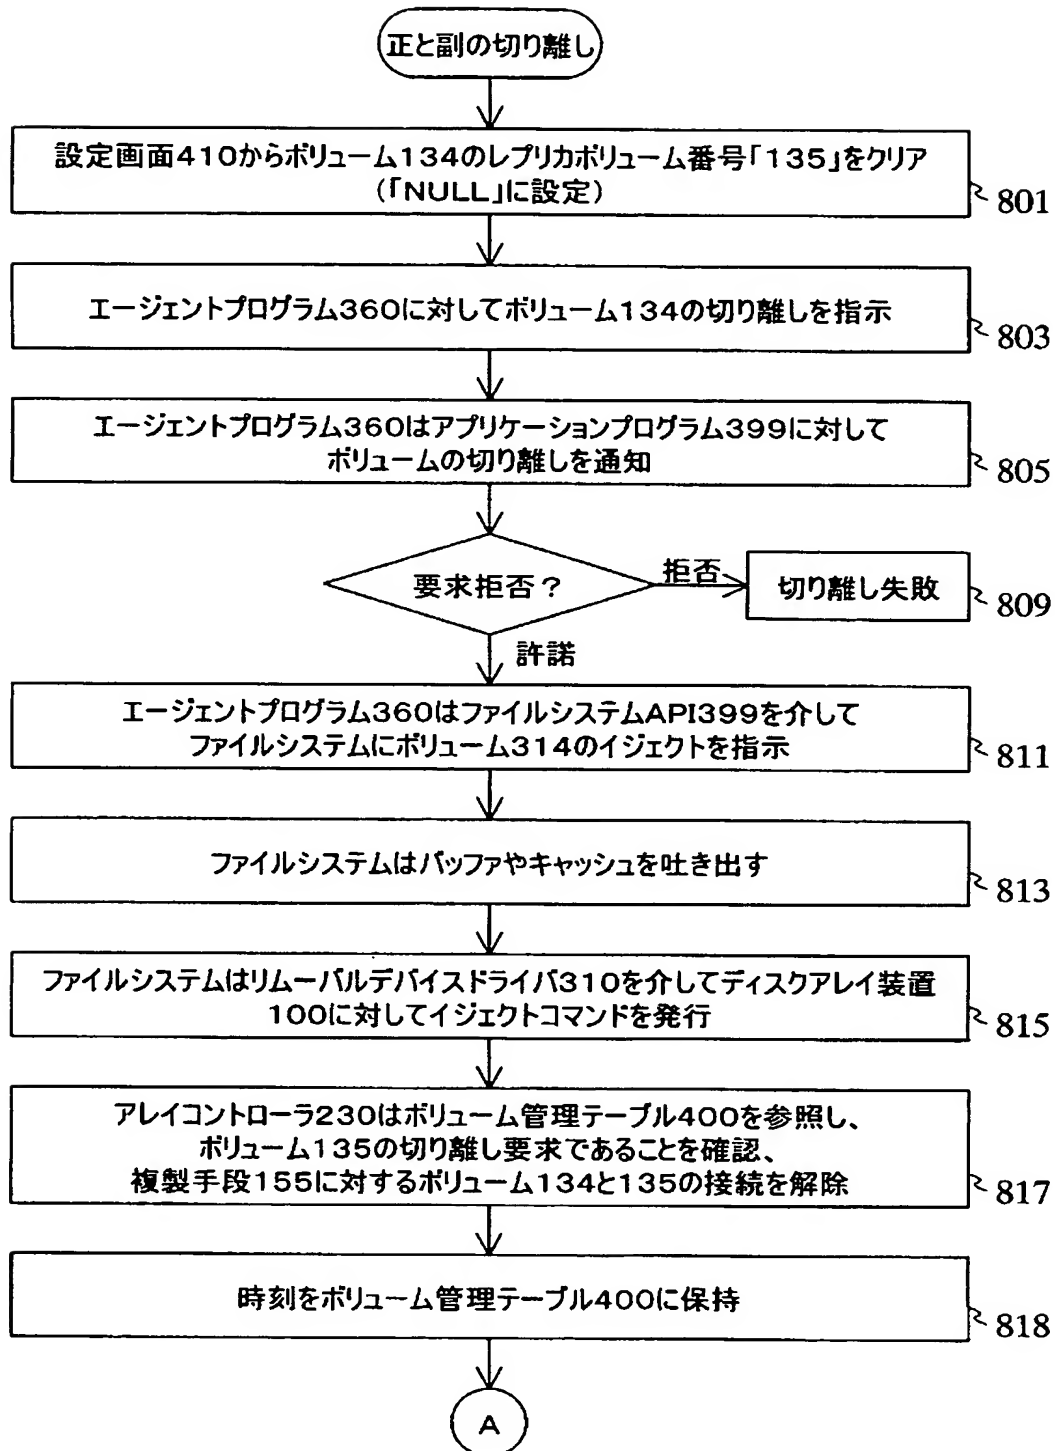 正と副の切り離し
設定画面410からボリューム134のレプリカボリューム番号「135」をクリア
(「NULL」に設定)
801
エージェントプログラム360に対してボリューム134の切り離しを指示
803
エージェントプログラム360はアプリケーションプログラム399に対して
ボリュームの切り離しを通知
805
要求拒否?
拒否
切り離し失敗
809
許諾
エージェントプログラム360はファイルシステムAPI399を介して
ファイルシステムにボリューム314のイジェクトを指示
811
ファイルシステムはバッファやキャッシュを吐き出す
813
ファイルシステムはリムーバルデバイスドライバ310を介してディスクアレイ装置
100に対してイジェクトコマンドを発行
815
アレイコントローラ230はボリューム管理テーブル400を参照し、
ボリューム135の切り離し要求であることを確認、
複製手段155に対するボリューム134と135の接続を解除
817
時刻をボリューム管理テーブル400に保持
818
A